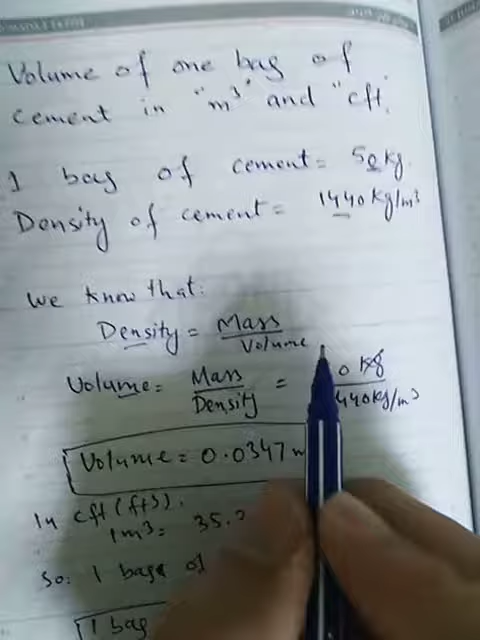 Volume of one bag of
cement in "m³" and "cft".
1 bag of cement = 50 kg.
Density of cement = 1440 kg/m³
We know that:
Density = Mass / Volume
Volume = Mass / Density = 0 kg / 440 kg/m³
Volume = 0.0347 m
In cft (ft3).
1m³ = 35.
So: 1 bag of
1 bag